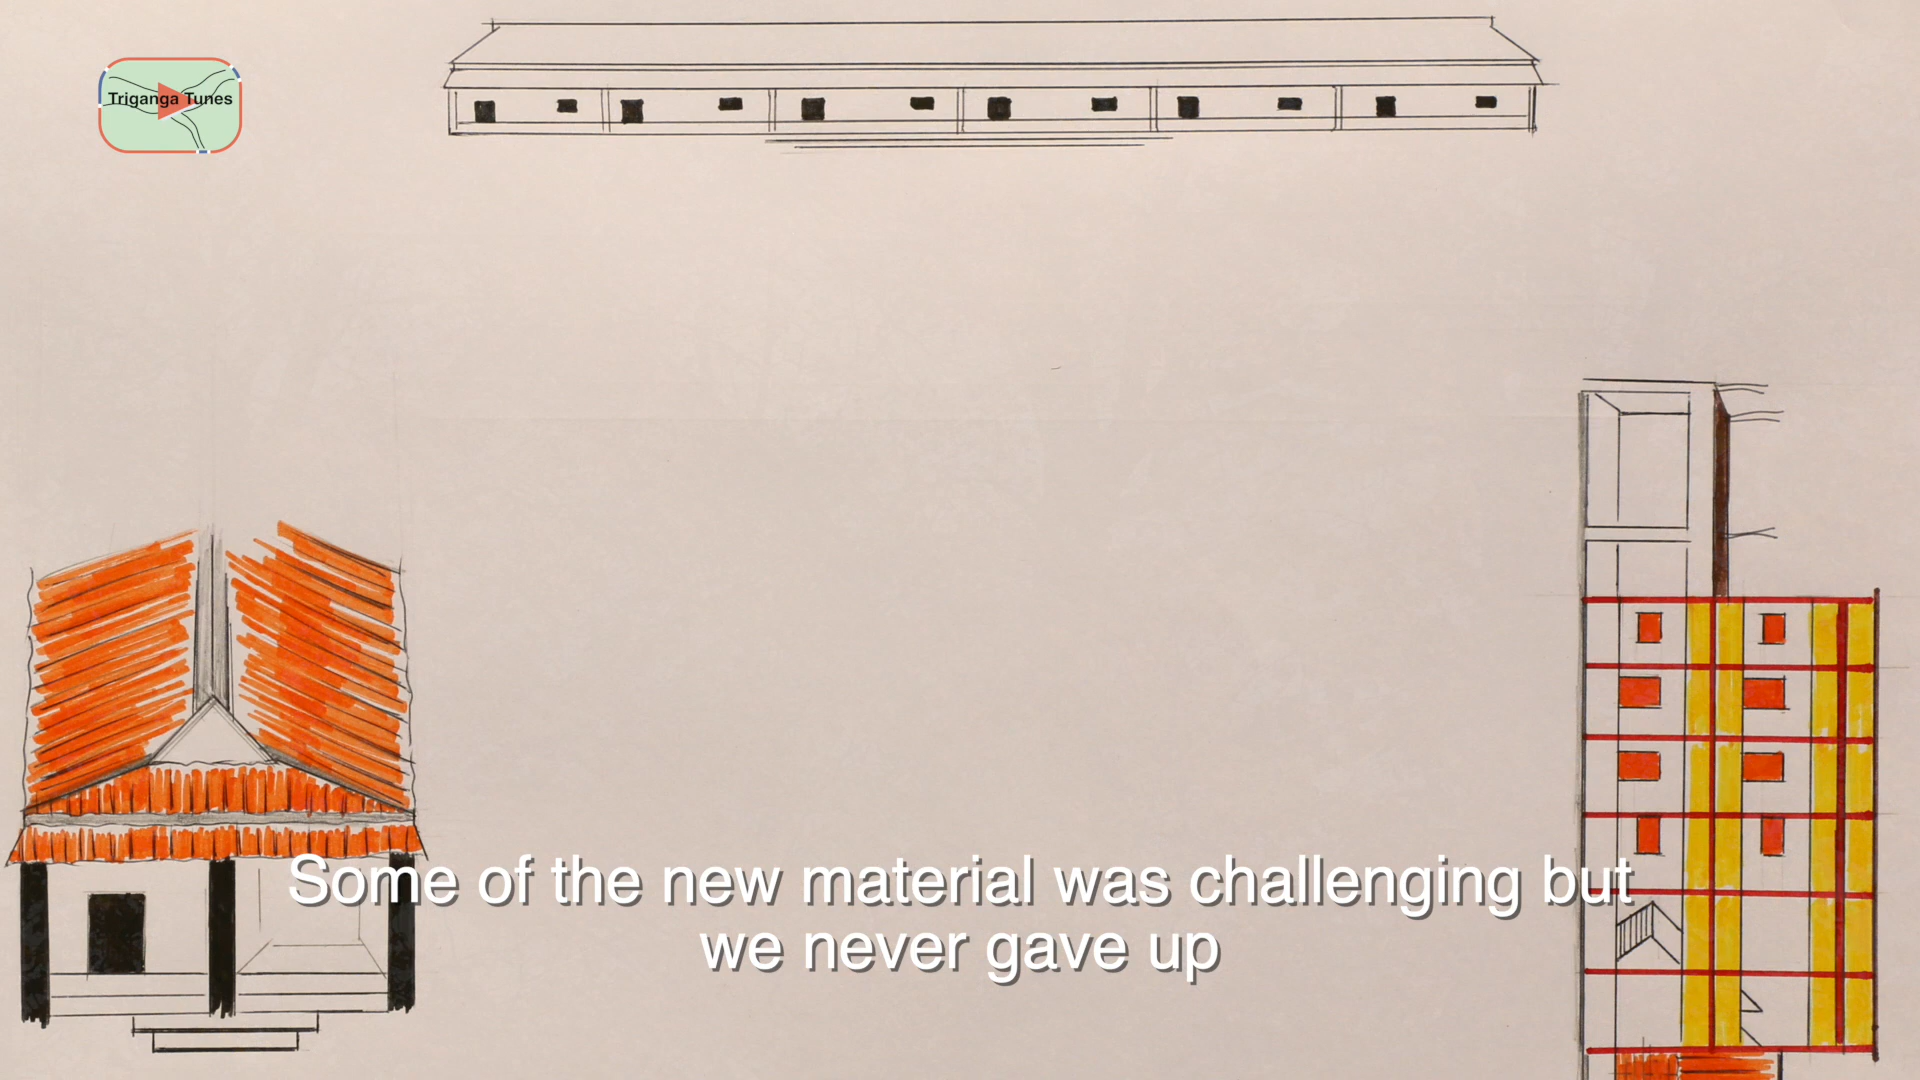 Triganga Tunes
Some of the new material was challenging but
we never gave up